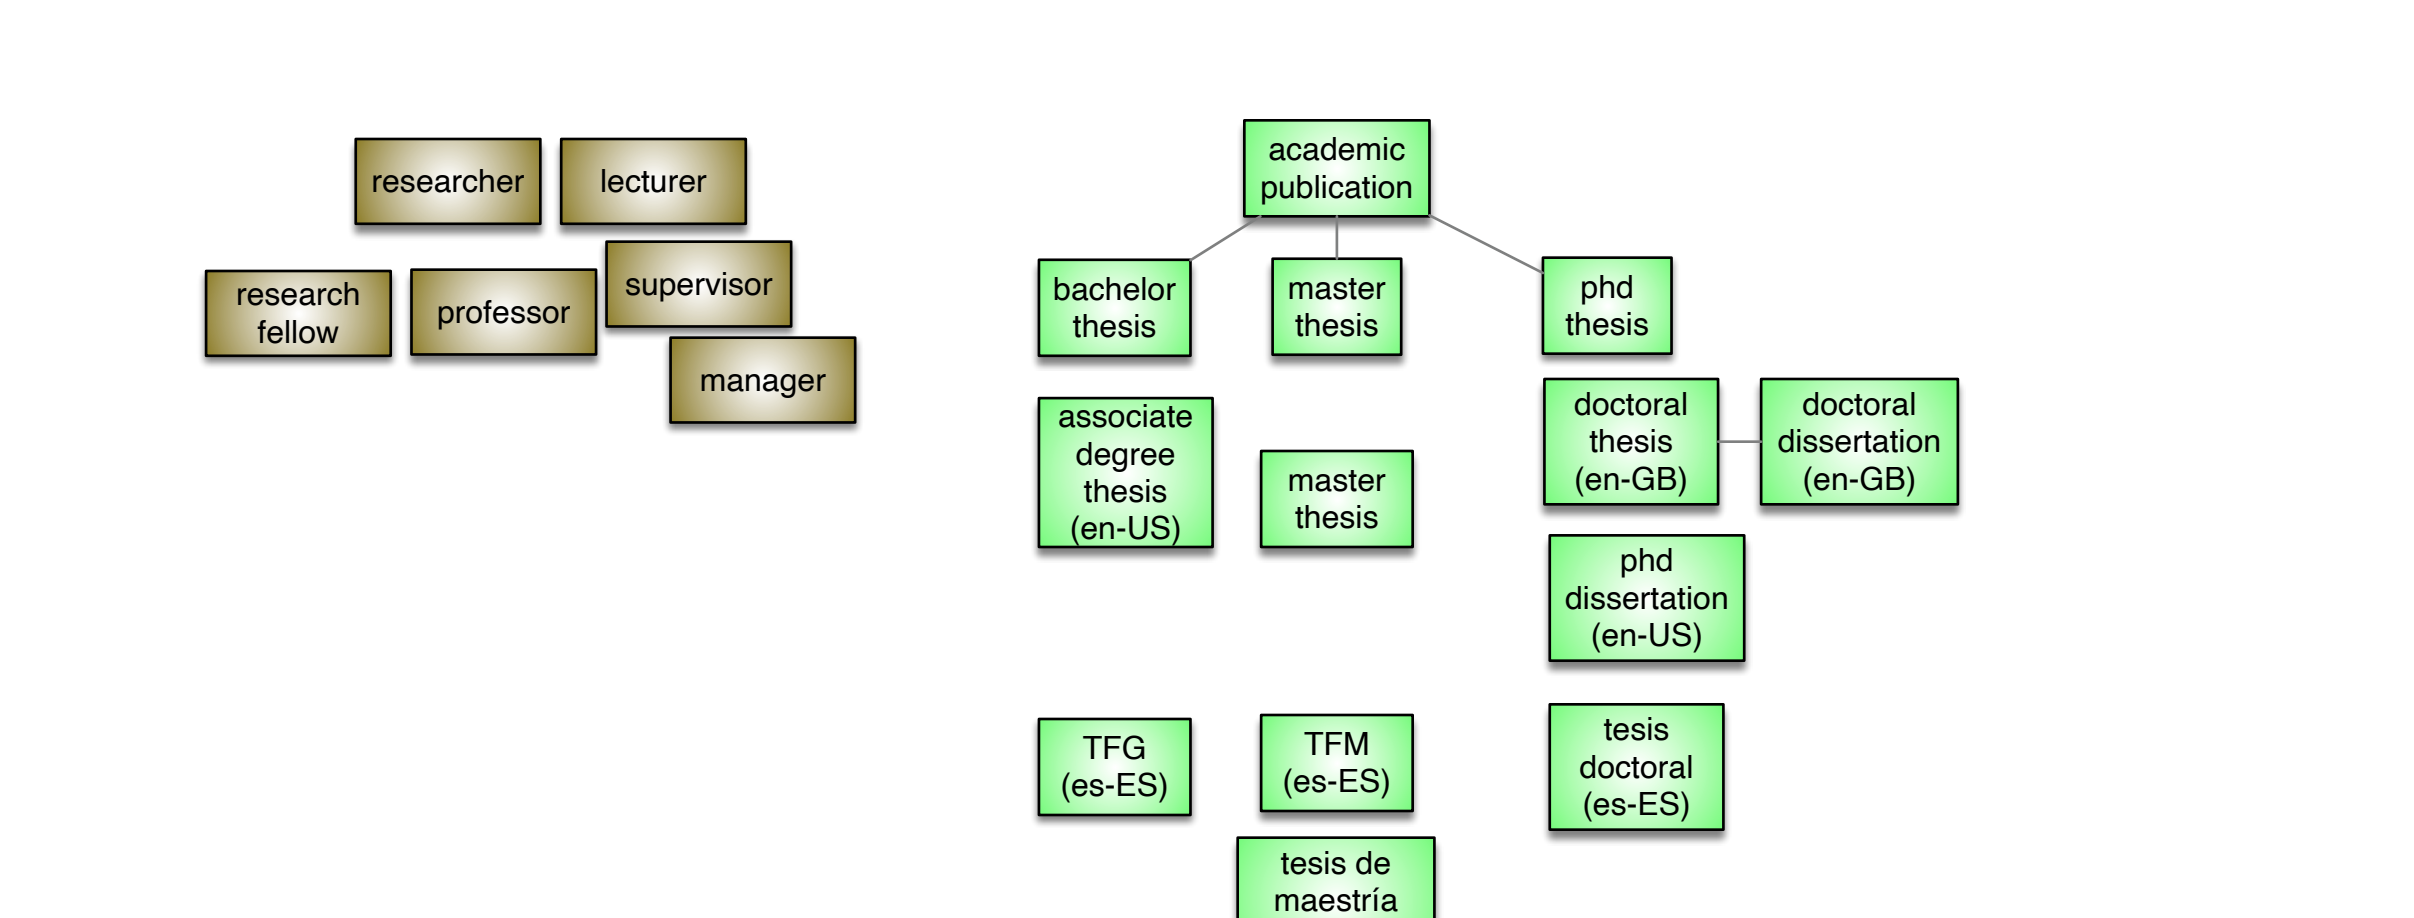 researcher
lecturer
research
fellow
professor
supervisor
manager
academic
publication
bachelor
thesis
master
thesis
phd
thesis
associate
degree
thesis
(en-US)
master
thesis
doctoral
thesis
(en-GB)
doctoral
dissertation
(en-GB)
phd
dissertation
(en-US)
TFG
(es-ES)
TFM
(es-ES)
tesis
doctoral
(es-ES)
tesis de
maestría